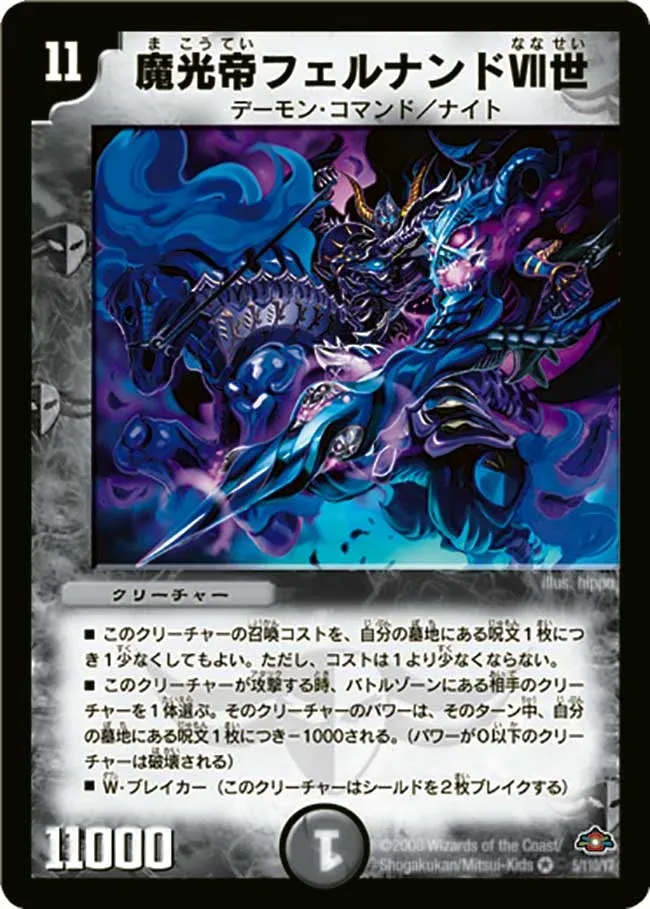 11
ま こうてい ななせい
魔光帝フェルナンドⅦ世
デーモン・コマンド／ナイト
illus. hippo
クリーチャー
■ このクリーチャーの召喚コストを、自分の墓地にある呪文1枚につ
き1少なくしてもよい。ただし、コストは1より少なくならない。
■ このクリーチャーが攻撃する時、バトルゾーンにある相手のクリー
チャーを1体選ぶ。そのクリーチャーのパワーは、そのターン中、自分
の墓地にある呪文1枚につき－1000される。（パワーが0以下のクリー
チャーは破壊される）
■ W・ブレイカー（このクリーチャーはシールドを2枚ブレイクする）
11000
1
©2008 Wizards of the Coast/
Shogakukan/Mitsui-Kids
5/110/Y7